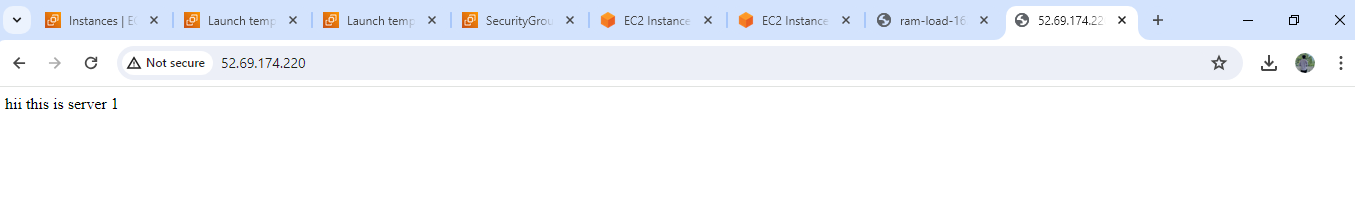 Instances | EC
Launch temp
Launch temp
SecurityGrou
EC2 Instance
EC2 Instance
ram-load-16
52.69.174.22
Not secure
52.69.174.220
hii this is server 1